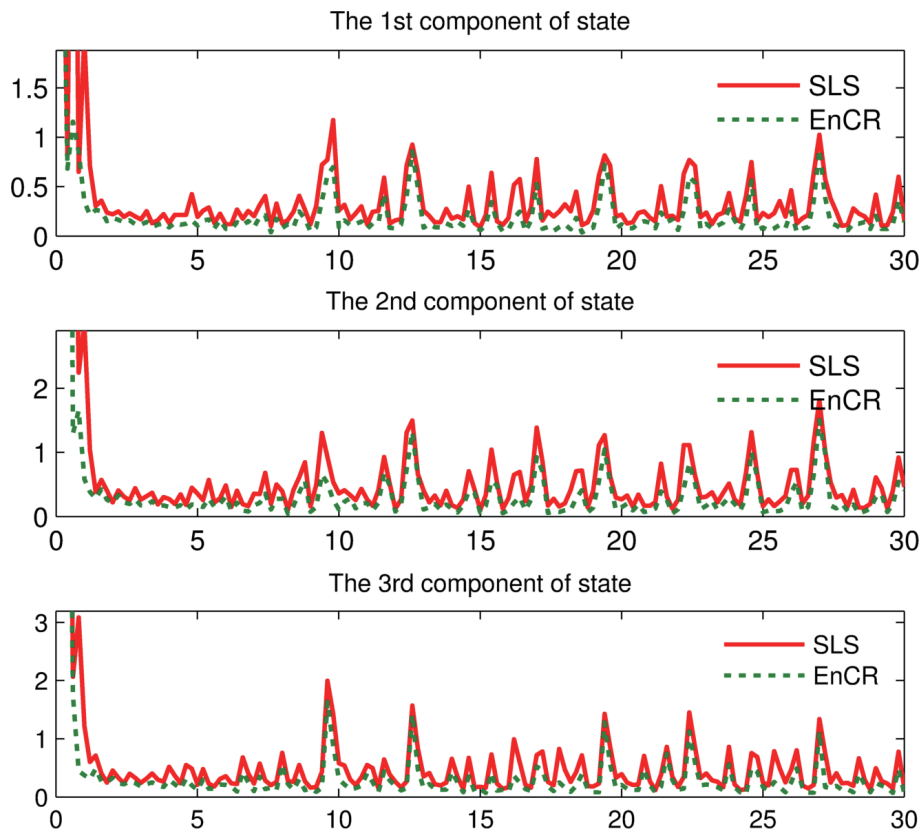 The 1st component of state
1.5
1
0.5
0
SLS
EnCR
0 5 10 15 20 25 30
The 2nd component of state
2
1
0
SLS
EnCR
0 5 10 15 20 25 30
The 3rd component of state
3
2
1
0
SLS
EnCR
0 5 10 15 20 25 30